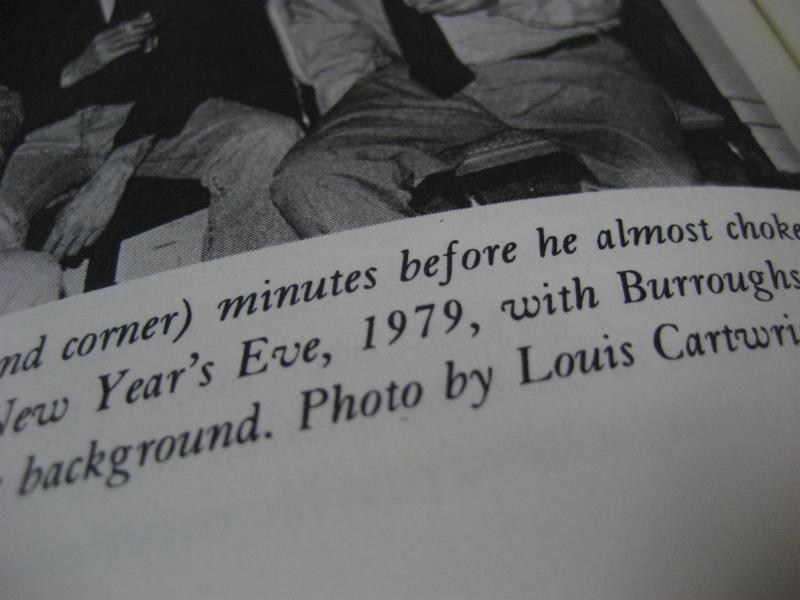 nd corner) minutes before he almost choke
New Year's Eve, 1979, with Burroughs
background. Photo by Louis Cartwri